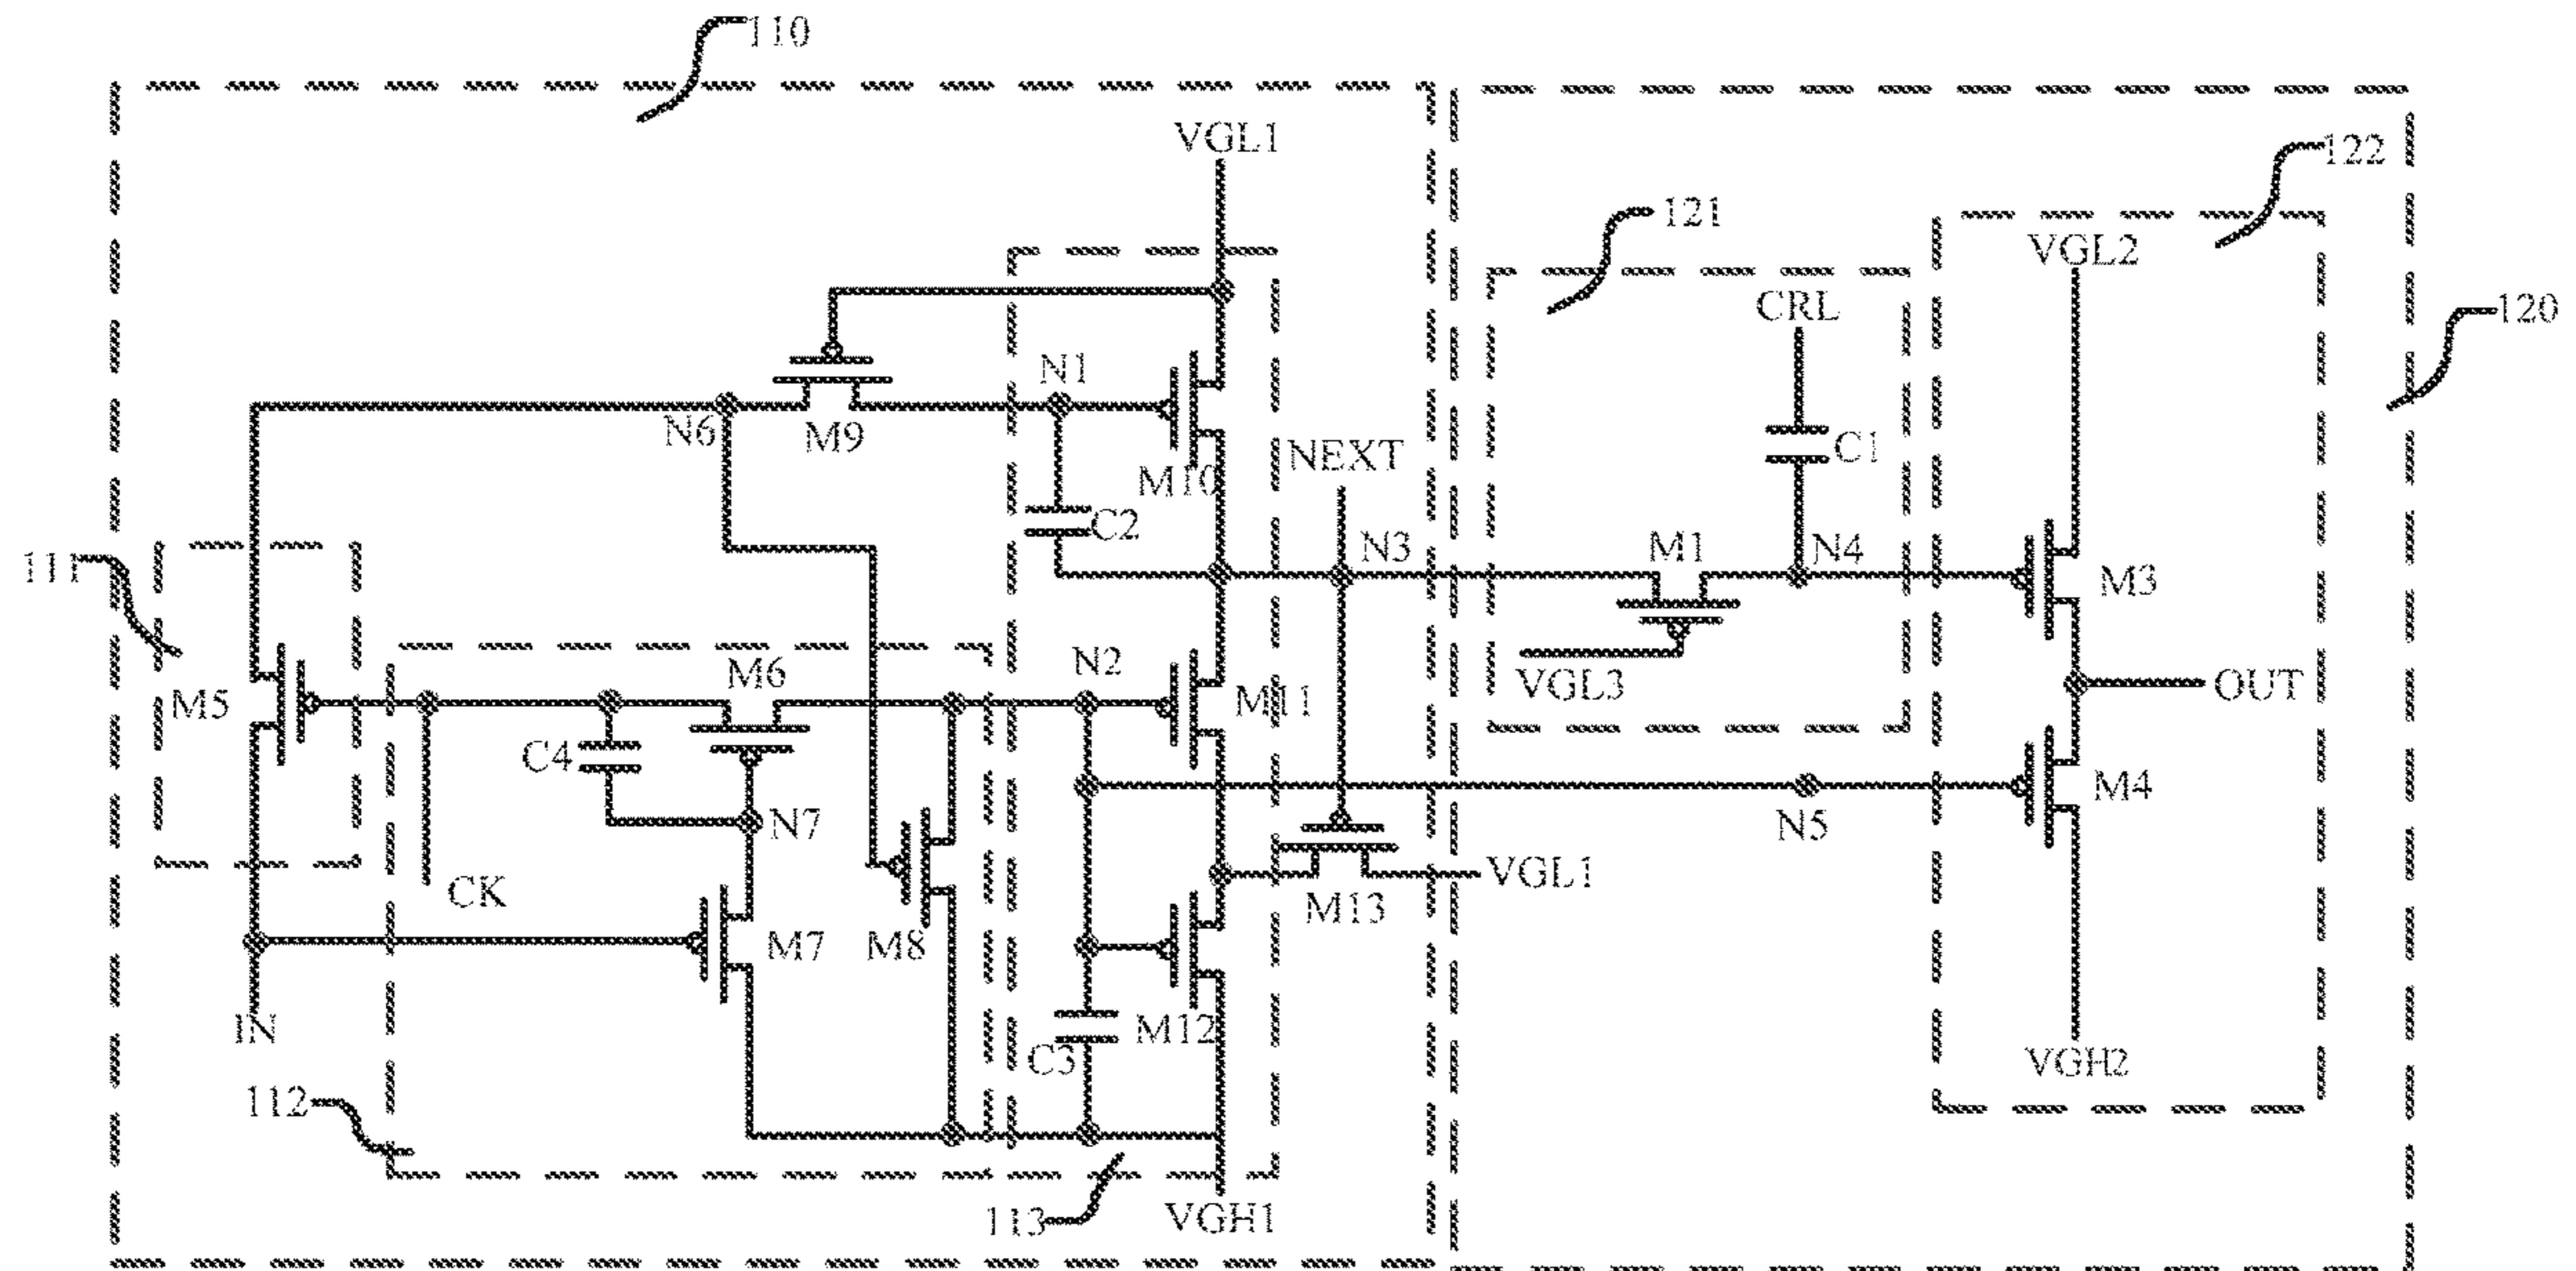 110
VGL1
122
121
VGL2
CRL
120
N1
N6
M9
C1
M10
NEXT
C2
N3
M1
N4
111
M3
M6
N2
M5
M11
VGL3
OUT
C4
N7
N5
M4
CK
VGL1
M13
M7
M8
IN
M12
C3
VGH2
112
113
VGH1